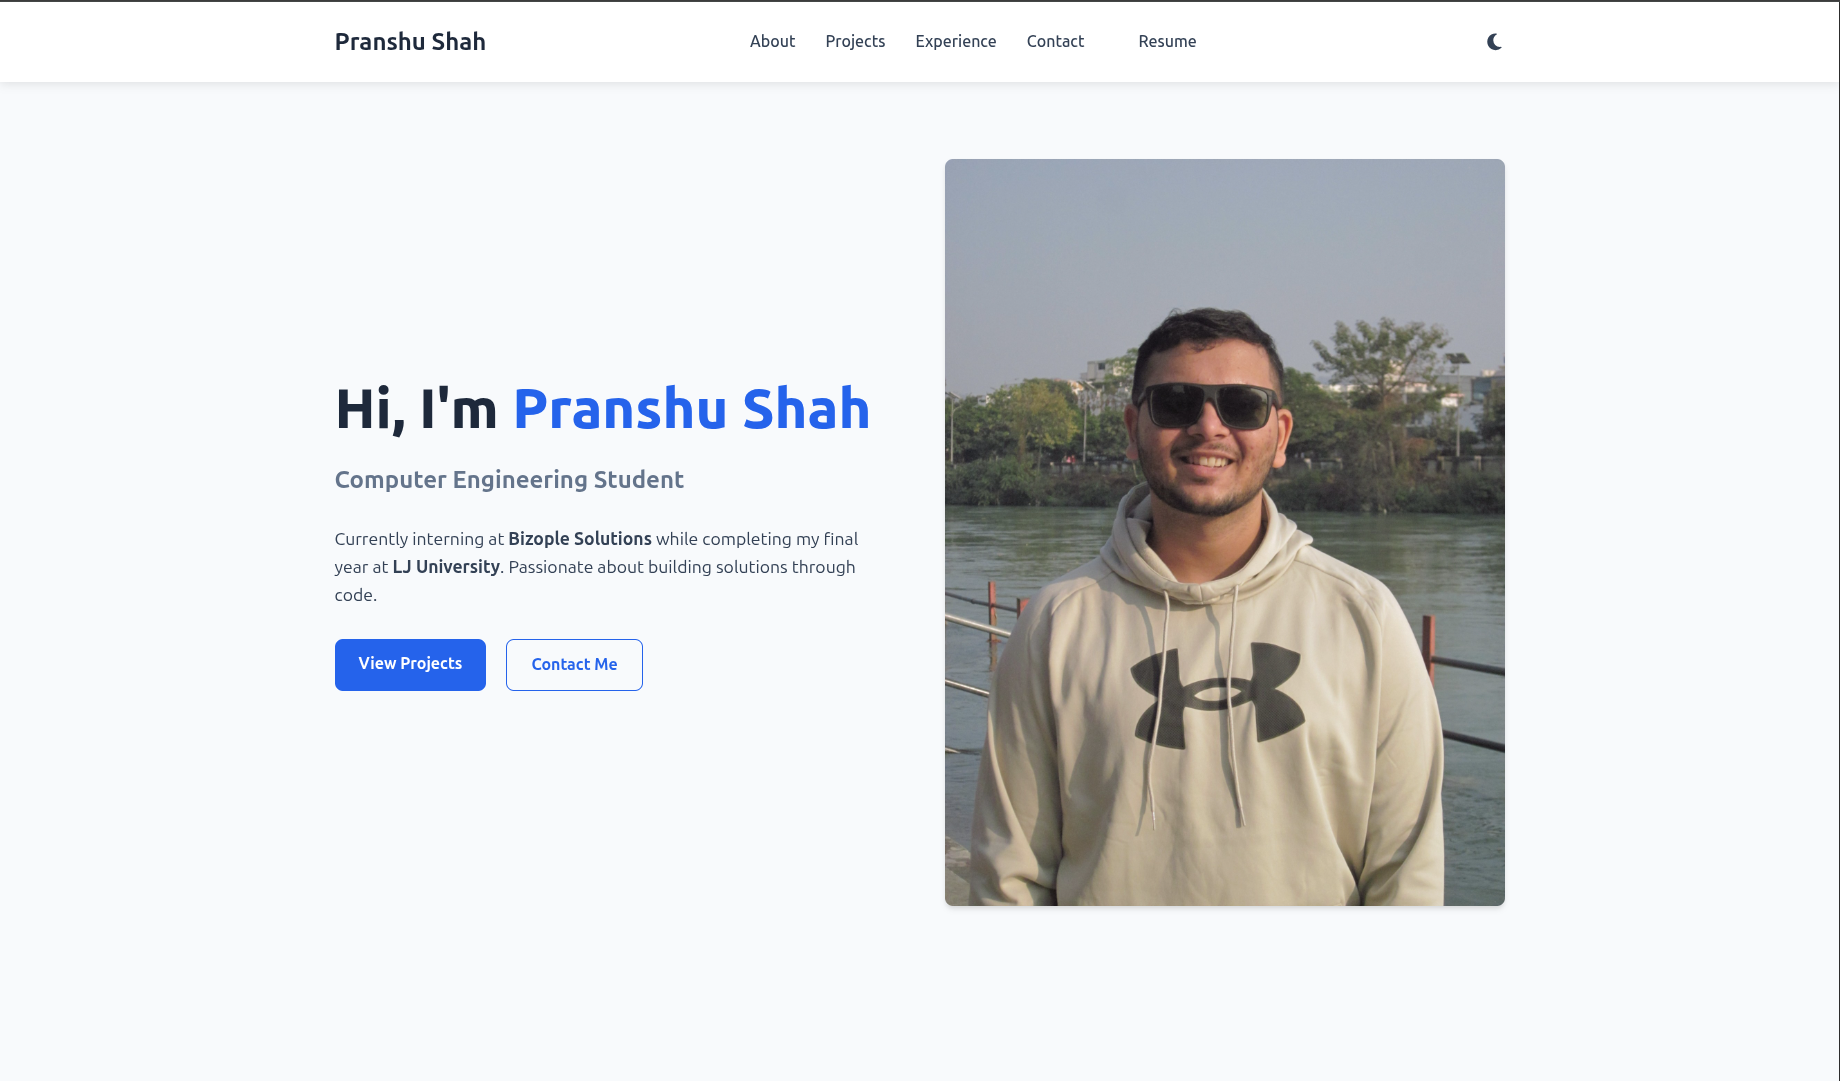 Pranshu Shah
About Projects Experience Contact Resume
Hi, I'm Pranshu Shah
Computer Engineering Student
Currently interning at Bizople Solutions while completing my final
year at LJ University. Passionate about building solutions through
code.
View Projects Contact Me